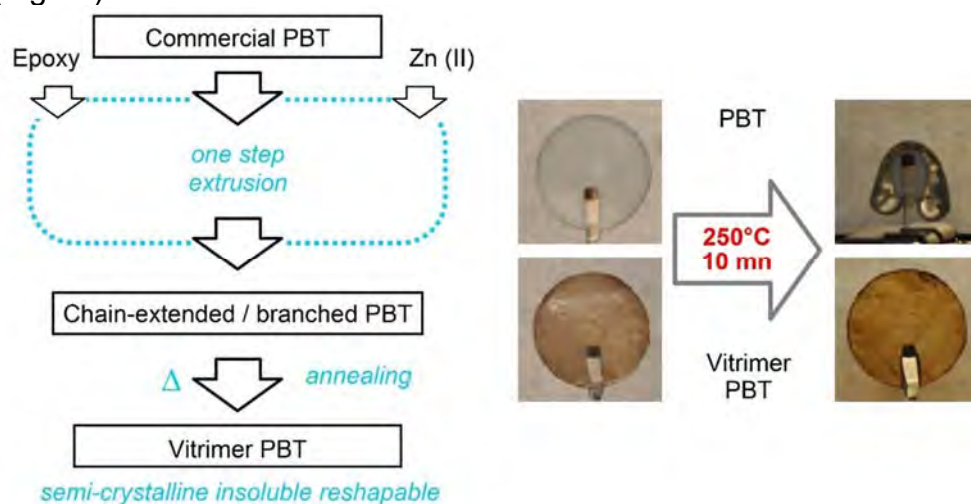 Commercial PBT
Epoxy
Zn (II)
one step
extrusion
Chain-extended / branched PBT
Δ
annealing
Vitrimer PBT
semi-crystalline insoluble reshapable
PBT
250°C
10 mn
Vitrimer
PBT